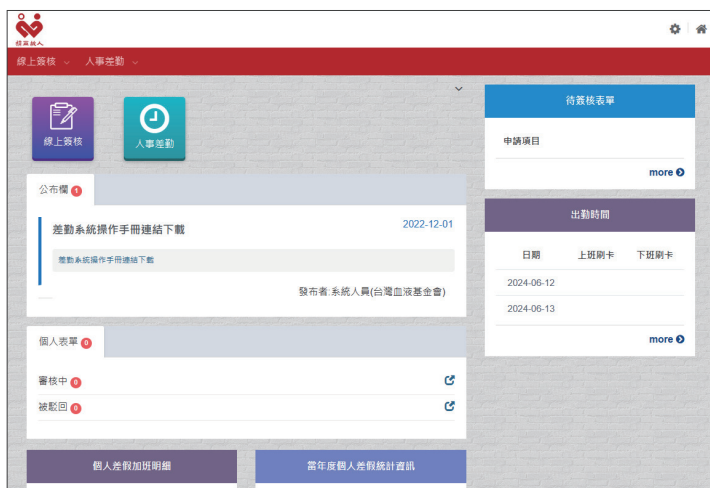 捐血救人
線上簽核
人事差勤
線上簽核
人事差勤
公布欄 1
差勤系統操作手冊連結下載
2022-12-01
差勤系統操作手冊連結下載
發布者:系統人員(台灣血液基金會)
個人表單 0
審核中 0
被駁回 0
個人差假加班明細
當年度個人差假統計資訊
待簽核表單
申請項目
more
出勤時間
日期 上班刷卡 下班刷卡
2024-06-12
2024-06-13
more